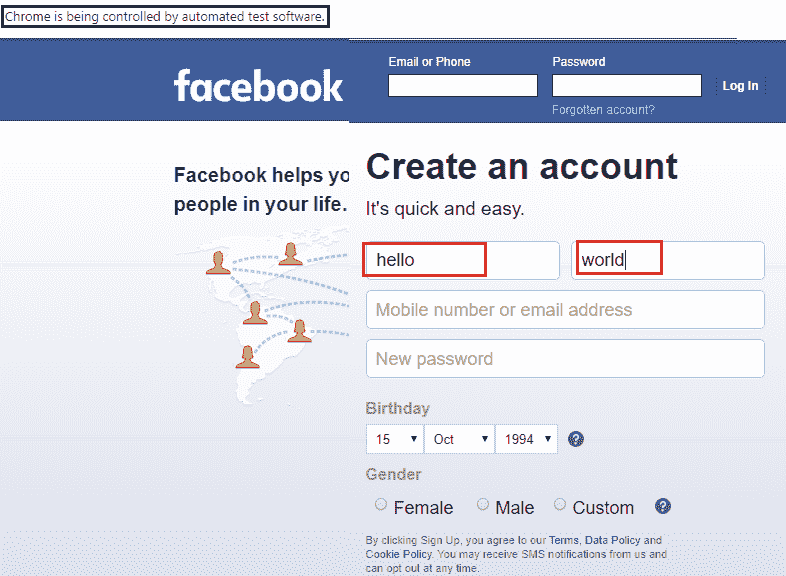 Chrome is being controlled by automated test software.
Email or Phone Password
facebook Log In
Forgotten account?
Facebook helps yo
people in your life.
Create an account
It's quick and easy.
hello world
Mobile number or email address
New password
Birthday
15 Oct 1994 ?
Gender
Female Male Custom ?
By clicking Sign Up, you agree to our Terms, Data Policy and
Cookie Policy. You may receive SMS notifications from us and
can opt out at any time.